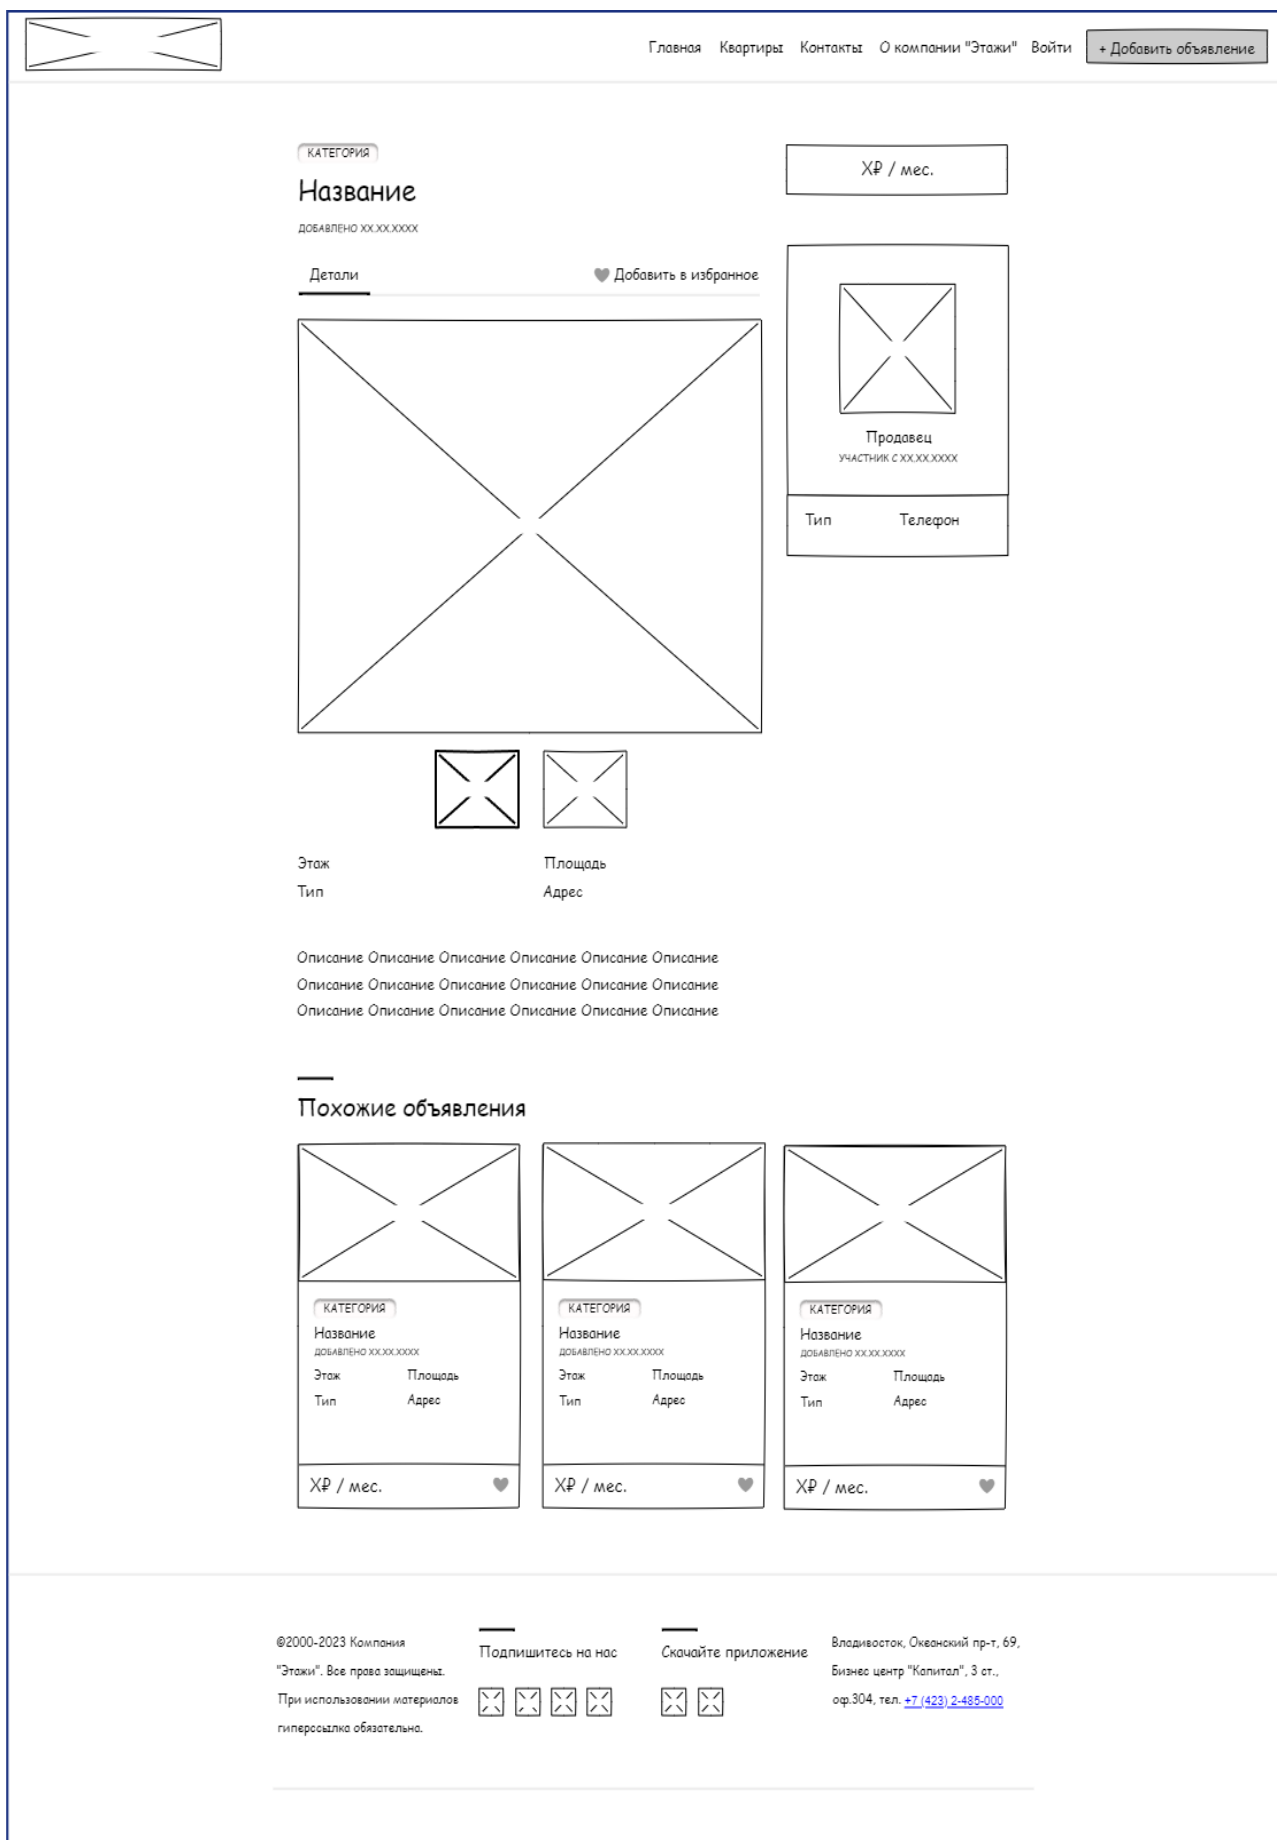 Главная Квартиры Контакты О компании "Этажи" Войти + Добавить объявление
КАТЕГОРИЯ
Название
ДОБАВЛЕНО XX.XX.XXXX
Детали
Добавить в избранное
X₽ / мес.
Продавец
УЧАСТНИК С XX.XX.XXXX
Тип Телефон
Этаж Площадь
Тип Адрес
Описание Описание Описание Описание Описание Описание
Описание Описание Описание Описание Описание Описание
Описание Описание Описание Описание Описание Описание
Похожие объявления
КАТЕГОРИЯ
Название
ДОБАВЛЕНО XX.XX.XXXX
Этаж Площадь
Тип Адрес
X₽ / мес.
КАТЕГОРИЯ
Название
ДОБАВЛЕНО XX.XX.XXXX
Этаж Площадь
Тип Адрес
X₽ / мес.
КАТЕГОРИЯ
Название
ДОБАВЛЕНО XX.XX.XXXX
Этаж Площадь
Тип Адрес
X₽ / мес.
©2000-2023 Компания
"Этажи". Все права защищены.
При использовании материалов
гиперссылка обязательна.
Подпишитесь на нас
Скачайте приложение
Владивосток, Океанский пр-т, 69,
Бизнес центр "Капитал", 3 ст.,
оф.304, тел. +7 (423) 2-485-000